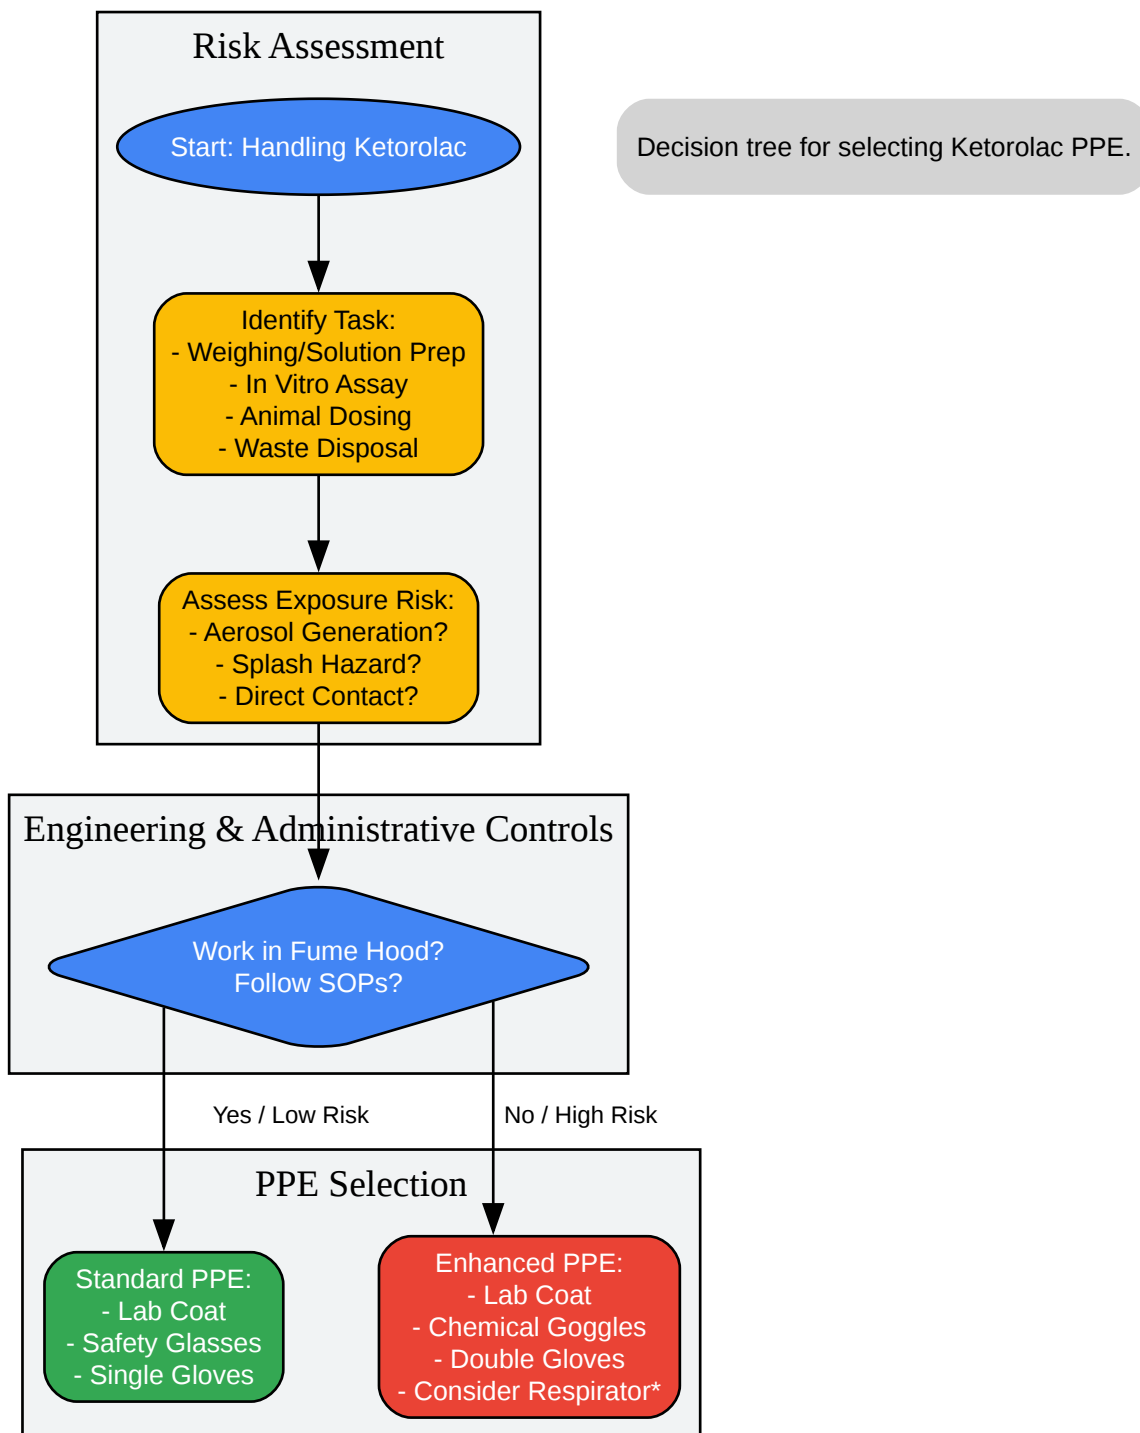 Risk Assessment
Start: Handling Ketorolac
Decision tree for selecting Ketorolac PPE.
Identify Task:
- Weighing/Solution Prep
- In Vitro Assay
- Animal Dosing
- Waste Disposal
Assess Exposure Risk:
- Aerosol Generation?
- Splash Hazard?
- Direct Contact?
Engineering & Administrative Controls
Work in Fume Hood?
Follow SOPs?
Yes / Low Risk
No / High Risk
PPE Selection
Standard PPE:
- Lab Coat
- Safety Glasses
- Single Gloves
Enhanced PPE:
- Lab Coat
- Chemical Goggles
- Double Gloves
- Consider Respirator*